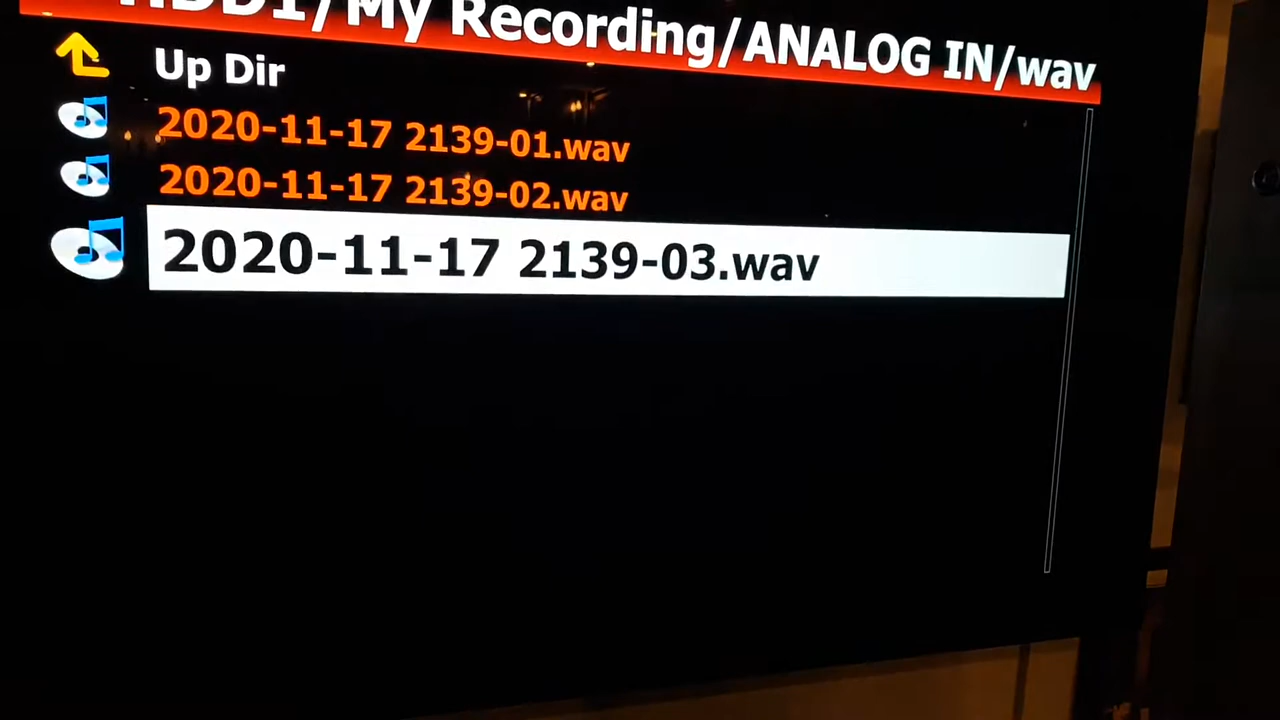 HDD1/My Recording/ANALOG IN/wav
Up Dir
2020-11-17 2139-01.wav
2020-11-17 2139-02.wav
2020-11-17 2139-03.wav